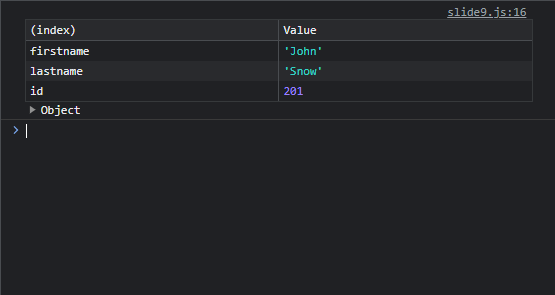 slide9.js:16
(index) Value
firstname 'John'
lastname 'Snow'
id 201
▶ Object
>